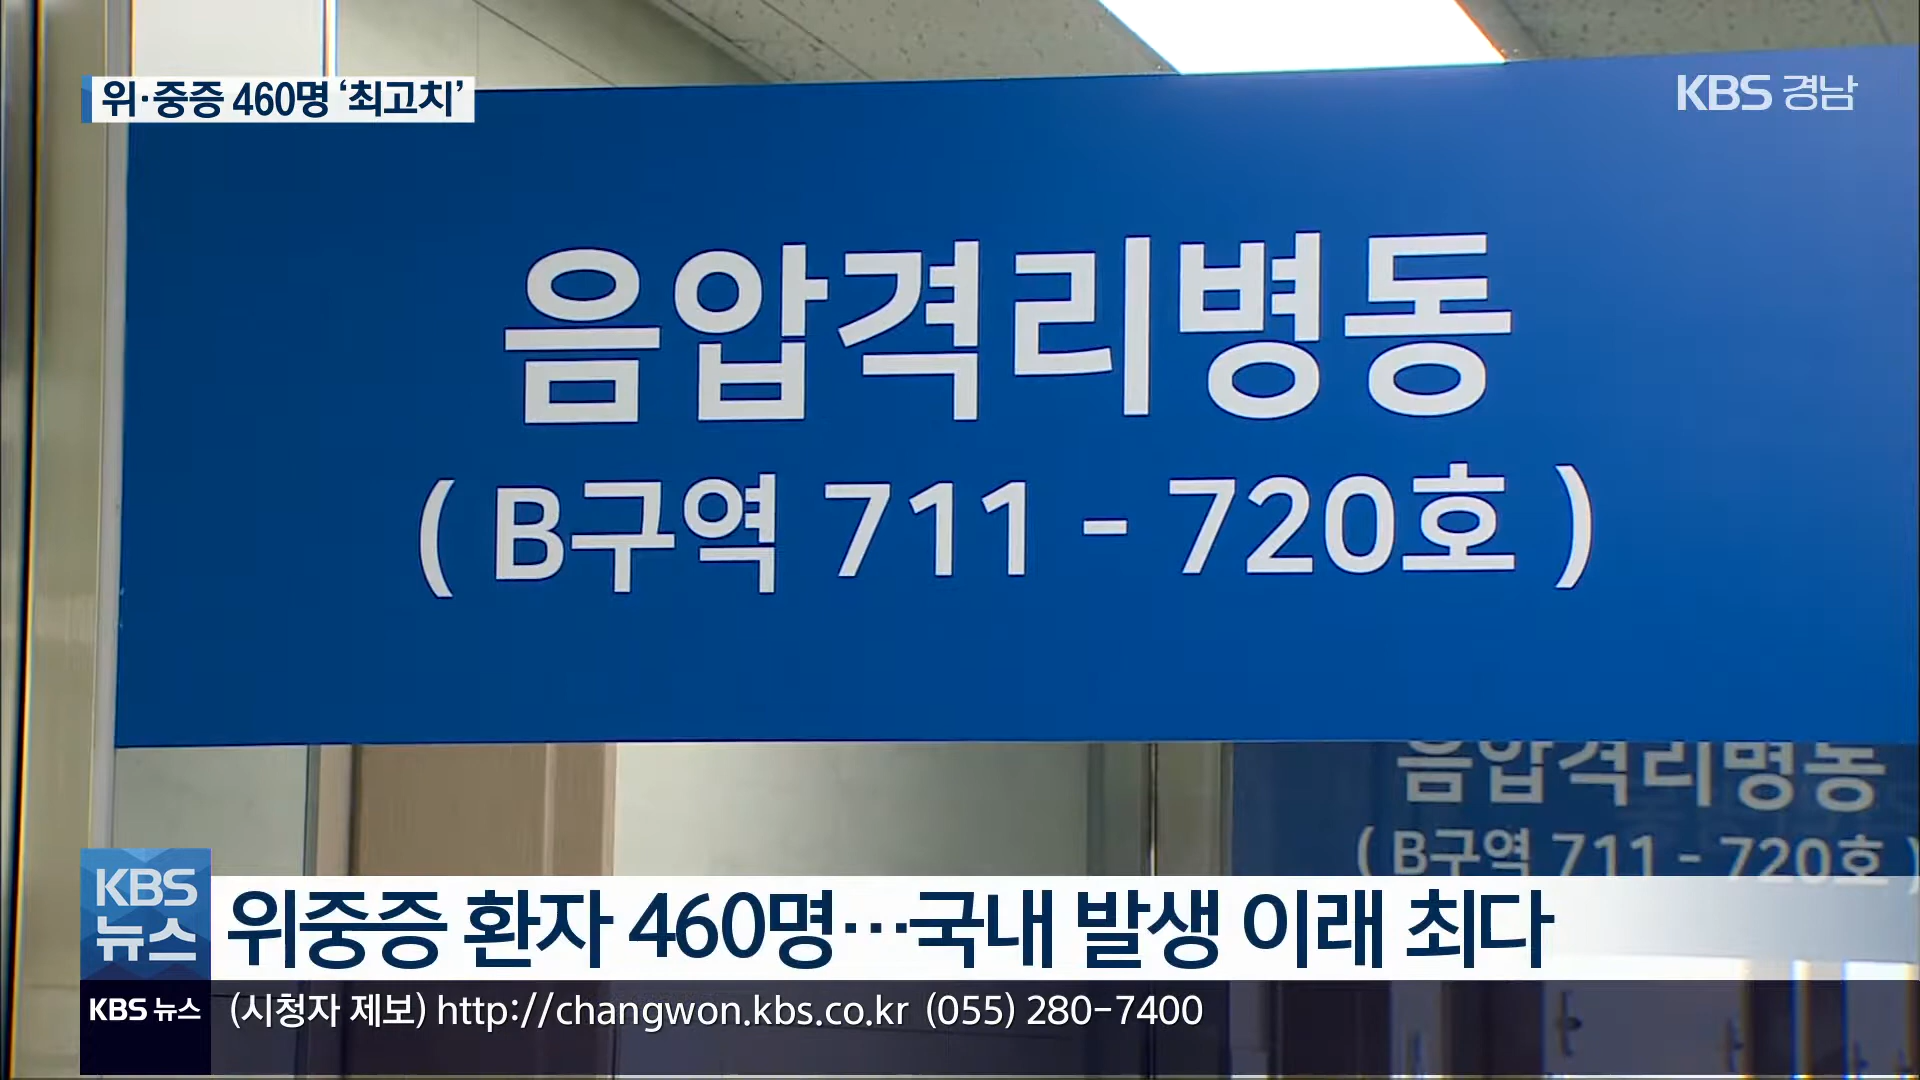 위·중증 460명 ‘최고치’
KBS 경남
음압격리병동
( B구역 711 - 720호 )
음압격리병동
( B구역 711 - 720호 )
KBS
뉴스
위중증 환자 460명…국내 발생 이래 최다
KBS 뉴스
(시청자 제보) http://changwon.kbs.co.kr (055) 280-7400